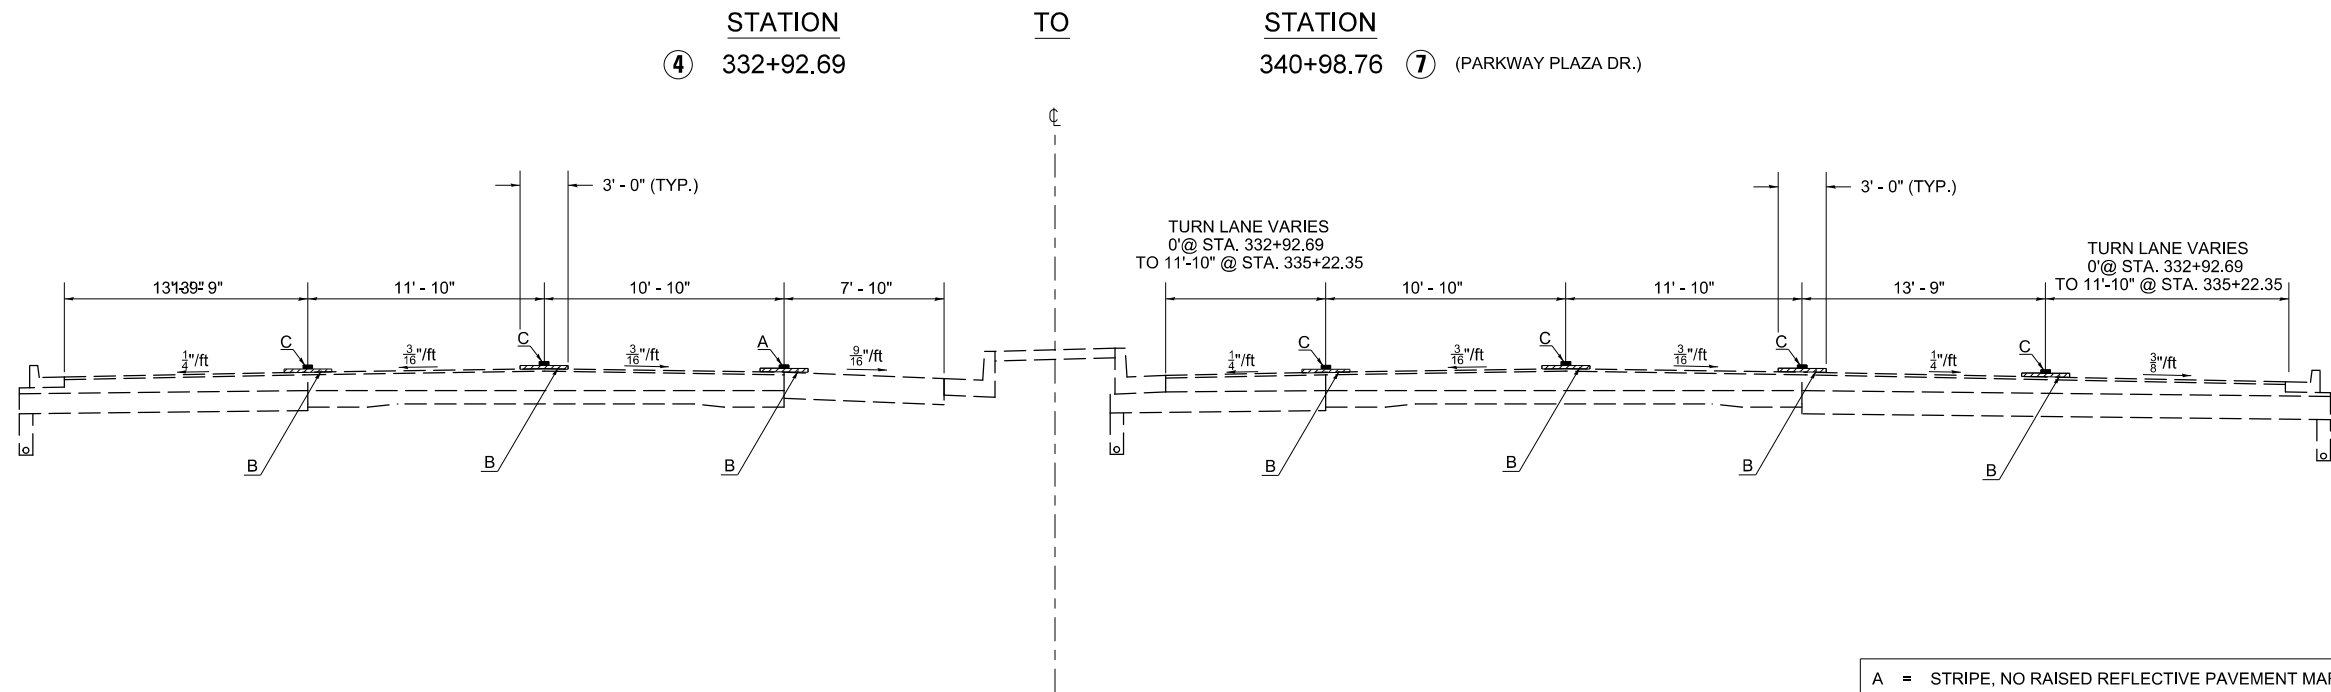 STATION TO STATION
4 332+92.69 340+98.76 7 (PARKWAY PLAZA DR.)
℄
3' - 0" (TYP.) 3' - 0" (TYP.)
TURN LANE VARIES
0'@ STA. 332+92.69
TO 11'-10" @ STA. 335+22.35
TURN LANE VARIES
0'@ STA. 332+92.69
TO 11'-10" @ STA. 335+22.35
11' - 10" 10' - 10" 7' - 10" 10' - 10" 11' - 10" 13' - 9"
C C A C C C C
1/4"/ft 3/16"/ft 3/16"/ft 9/16"/ft 1/4"/ft 3/16"/ft 3/16"/ft 1/4"/ft 3/8"/ft
B B B B B B B
A = STRIPE, NO RAISED REFLECTIVE PAVEMENT